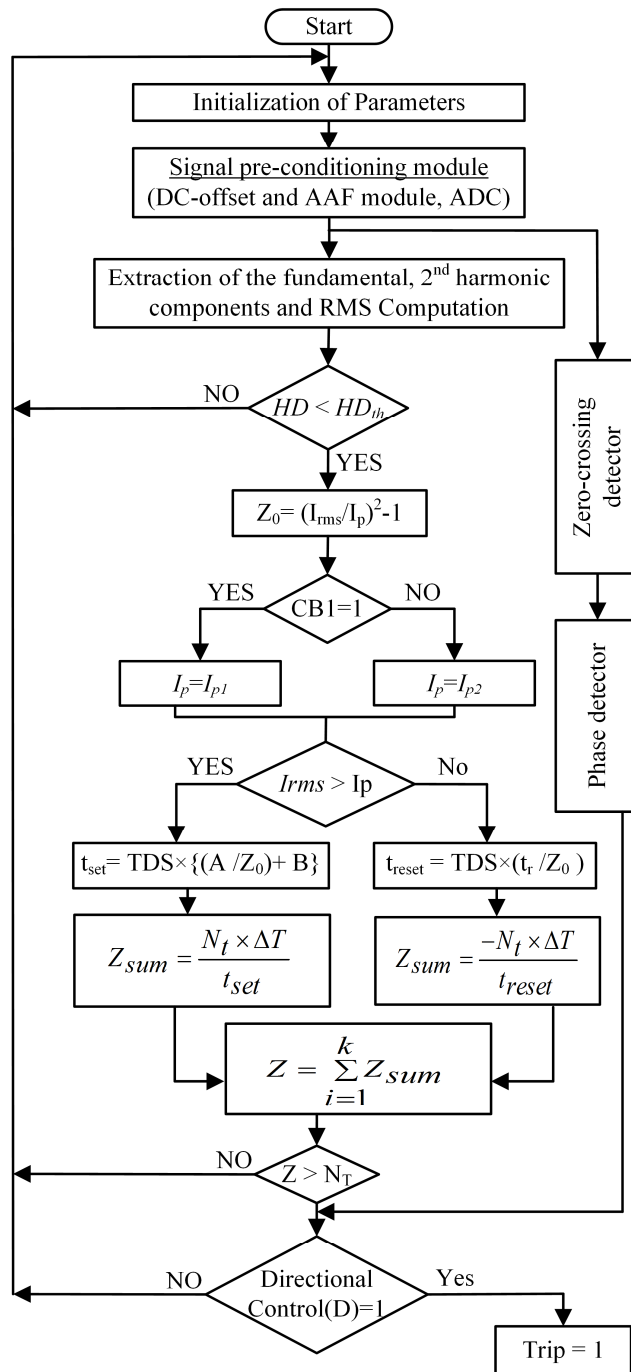 Start
Initialization of Parameters
Signal pre-conditioning module
(DC-offset and AAF module, ADC)
Extraction of the fundamental, 2nd harmonic
components and RMS Computation
NO
HD < HDth
YES
Z0= (Irms/Ip)2-1
Zero-crossing
detector
YES
CB1=1
NO
Ip=Ip1
Ip=Ip2
Phase detector
YES
Irms > Ip
No
tset= TDS×{(A /Z0)+ B}
treset = TDS×(tr /Z0 )
Zsum = Nt × ΔT / tset
Zsum = -Nt × ΔT / treset
Z = k ∑ i=1 Zsum
NO
Z > NT
NO
Directional
Control(D)=1
Yes
Trip = 1